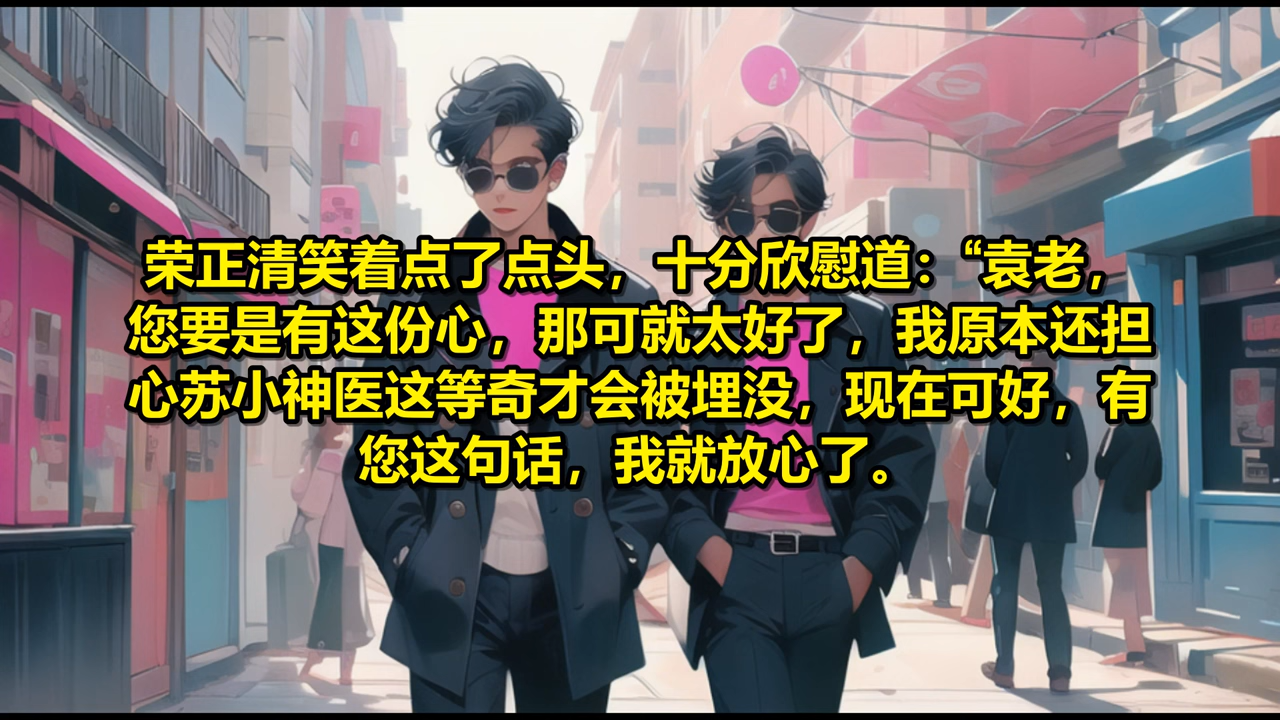 荣正清笑着点了点头，十分欣慰道：“袁老，
您要是有这份心，那可就太好了，我原本还担
心苏小神医这等奇才会被埋没，现在可好，有
您这句话，我就放心了。